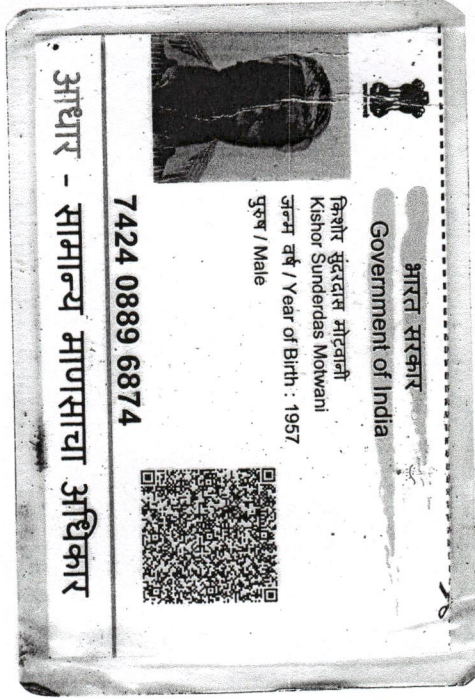 भारत सरकार
Government of India
किशोर सुंदरदास मोटवानी
Kishor Sunderdas Motwani
जन्म वर्ष / Year of Birth : 1957
पुरुष / Male
7424 0889 6874
आधार - सामान्य माणसाचा अधिकार